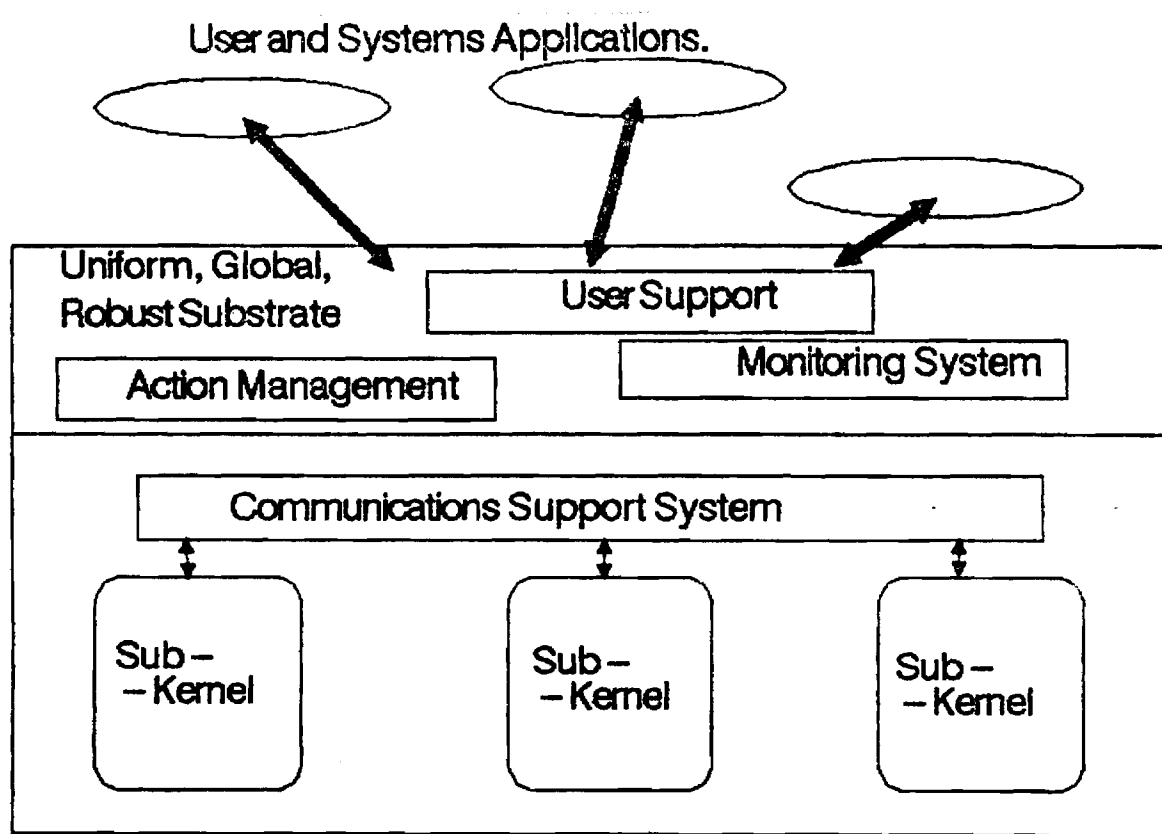 User and Systems Applications.
Uniform, Global,
Robust Substrate
User Support
Monitoring System
Action Management
Communications Support System
Sub –
– Kernel
Sub –
– Kernel
Sub –
– Kernel